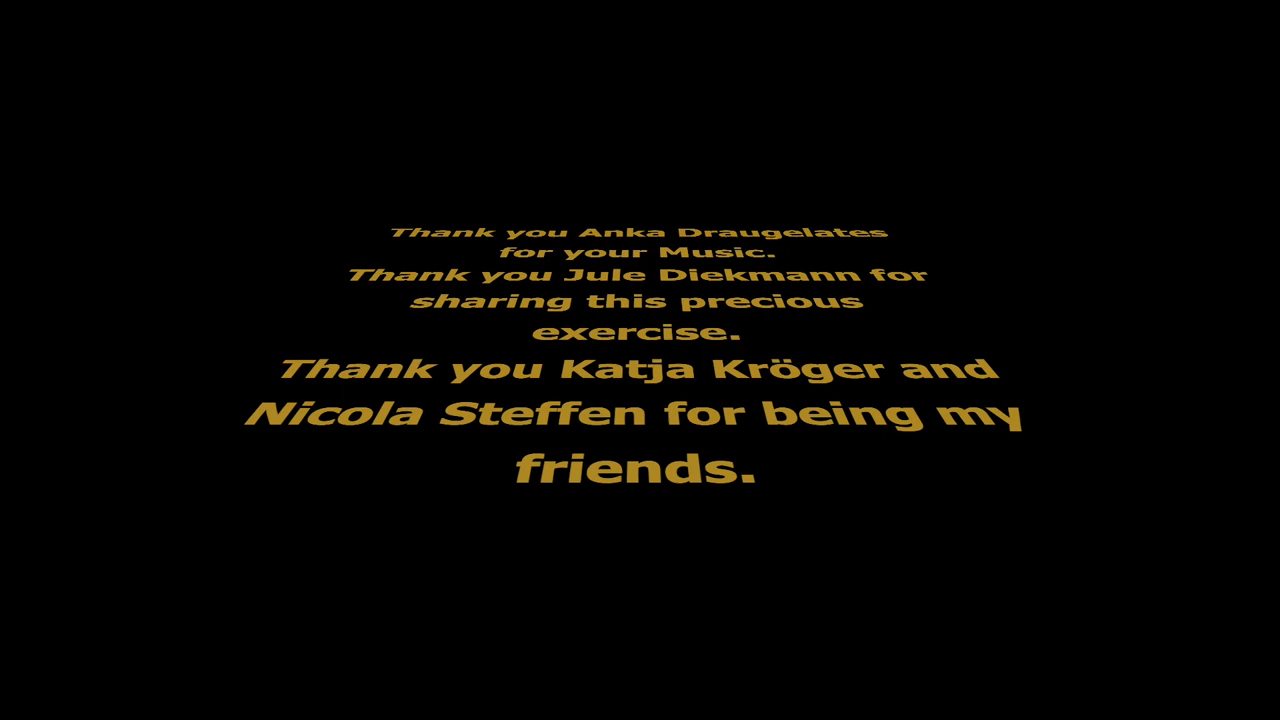 Thank you Anka Draugelates
for your Music.
Thank you Jule Diekmann for
sharing this precious
exercise.
Thank you Katja Kröger and
Nicola Steffen for being my
friends.